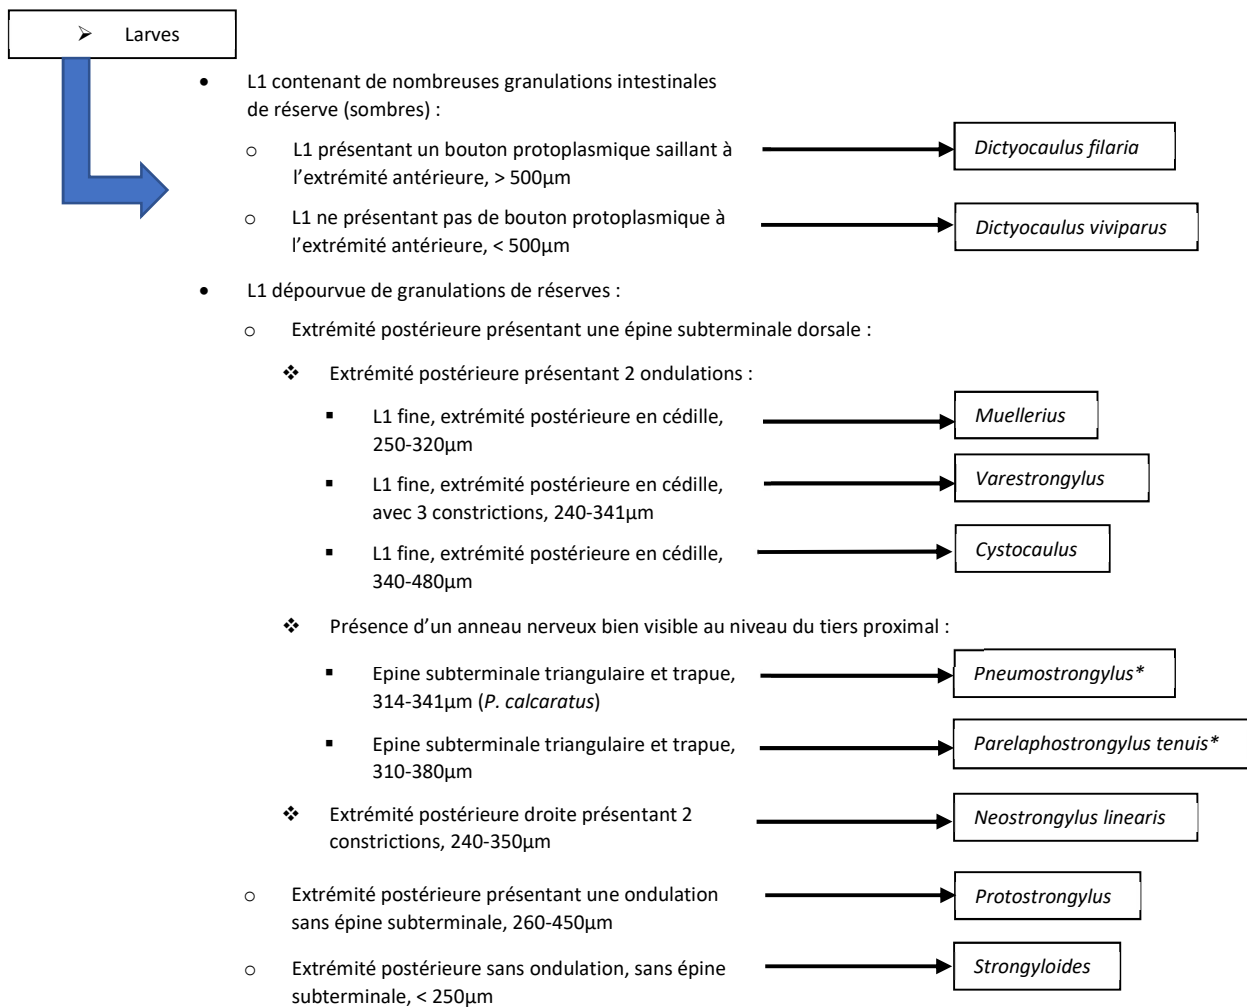 ➢ Larves
• L1 contenant de nombreuses granulations intestinales
de réserve (sombres) :
o L1 présentant un bouton protoplasmique saillant à
l’extrémité antérieure, > 500µm
Dictyocaulus filaria
o L1 ne présentant pas de bouton protoplasmique à
l’extrémité antérieure, < 500µm
Dictyocaulus viviparus
• L1 dépourvue de granulations de réserves :
o Extrémité postérieure présentant une épine subterminale dorsale :
❖ Extrémité postérieure présentant 2 ondulations :
▪ L1 fine, extrémité postérieure en cédille,
250-320µm
Muellerius
▪ L1 fine, extrémité postérieure en cédille,
avec 3 constrictions, 240-341µm
Varestrongylus
▪ L1 fine, extrémité postérieure en cédille,
340-480µm
Cystocaulus
❖ Présence d’un anneau nerveux bien visible au niveau du tiers proximal :
▪ Epine subterminale triangulaire et trapue,
314-341µm (P. calcaratus)
Pneumostrongylus*
▪ Epine subterminale triangulaire et trapue,
310-380µm
Parelaphostrongylus tenuis*
❖ Extrémité postérieure droite présentant 2
constrictions, 240-350µm
Neostrongylus linearis
o Extrémité postérieure présentant une ondulation
sans épine subterminale, 260-450µm
Protostrongylus
o Extrémité postérieure sans ondulation, sans épine
subterminale, < 250µm
Strongyloides